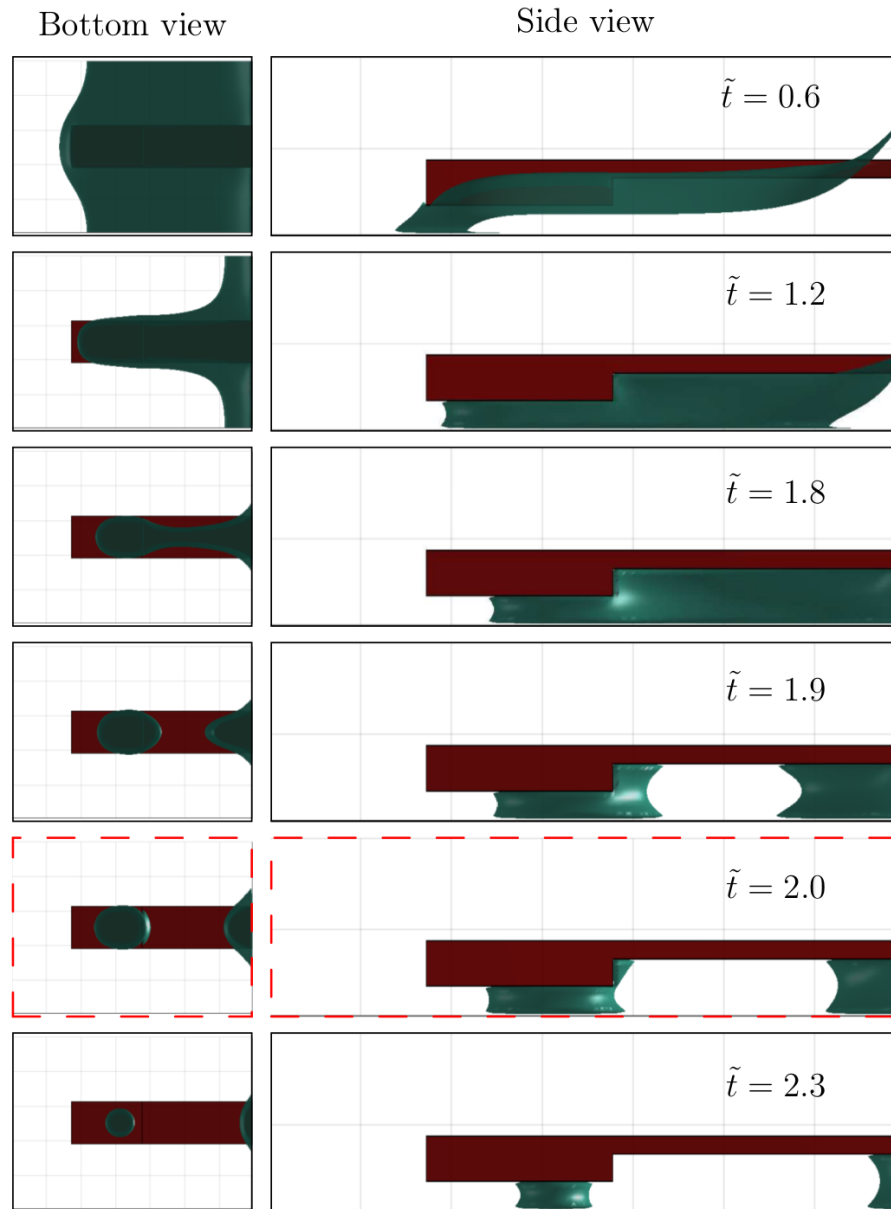 Bottom view
Side view
t̃ = 0.6
t̃ = 1.2
t̃ = 1.8
t̃ = 1.9
t̃ = 2.0
t̃ = 2.3